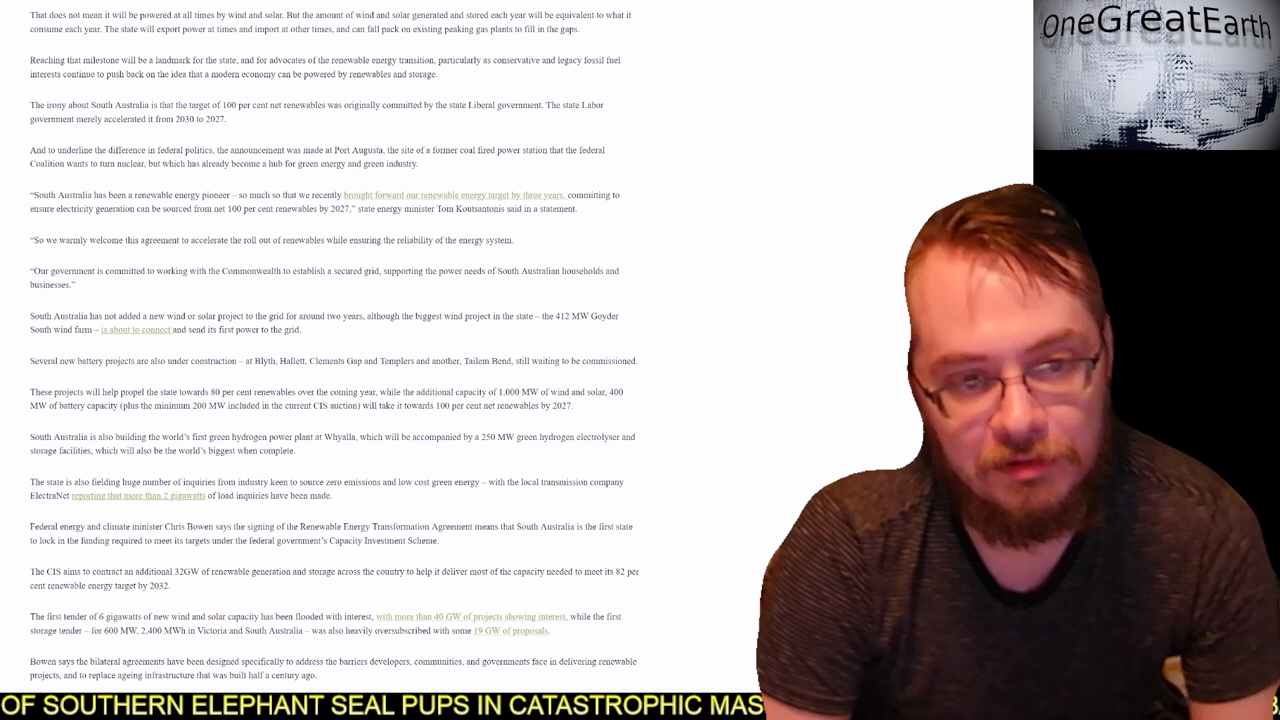 That does not mean it will be powered at all times by wind and solar. But the amount of wind and solar generated and stored each year will be equivalent to what it
consume each year. The state will export power at times and import at other times, and can fall pack on existing peaking gas plants to fill in the gaps.
Reaching that milestone will be a landmark for the state, and for advocates of the renewable energy transition, particularly as conservative and legacy fossil fuel
interests continue to push back on the idea that a modern economy can be powered by renewables and storage.
The irony about South Australia is that the target of 100 per cent net renewables was originally committed by the state Liberal government. The state Labor
government merely accelerated it from 2030 to 2027.
And to underline the difference in federal politics, the announcement was made at Port Augusta, the site of a former coal fired power station that the federal
Coalition wants to turn nuclear, but which has already become a hub for green energy and green industry.
“South Australia has been a renewable energy pioneer – so much so that we recently brought forward our renewable energy target by three years, committing to
ensure electricity generation can be sourced from net 100 per cent renewables by 2027,” state energy minister Tom Koutsantonis said in a statement.
“So we warmly welcome this agreement to accelerate the roll out of renewables while ensuring the reliability of the energy system.
“Our government is committed to working with the Commonwealth to establish a secured grid, supporting the power needs of South Australian households and
businesses.”
South Australia has not added a new wind or solar project to the grid for around two years, although the biggest wind project in the state – the 412 MW Goyder
South wind farm – is about to connect and send its first power to the grid.
Several new battery projects are also under construction – at Blyth, Hallett, Clements Gap and Templers and another, Tailem Bend, still waiting to be commissioned.
These projects will help propel the state towards 80 per cent renewables over the coming year, while the additional capacity of 1,000 MW of wind and solar, 400
MW of battery capacity (plus the minimum 200 MW included in the current CIS auction) will take it towards 100 per cent net renewables by 2027.
South Australia is also building the world’s first green hydrogen power plant at Whyalla, which will be accompanied by a 250 MW green hydrogen electrolyser and
storage facilities, which will also be the world’s biggest when complete.
The state is also fielding huge number of inquiries from industry keen to source zero emissions and low cost green energy – with the local transmission company
ElectraNet reporting that more than 2 gigawatts of load inquiries have been made.
Federal energy and climate minister Chris Bowen says the signing of the Renewable Energy Transformation Agreement means that South Australia is the first state
to lock in the funding required to meet its targets under the federal government’s Capacity Investment Scheme.
The CIS aims to contract an additional 32GW of renewable generation and storage across the country to help it deliver most of the capacity needed to meet its 82 per
cent renewable energy target by 2032.
The first tender of 6 gigawatts of new wind and solar capacity has been flooded with interest, with more than 40 GW of projects showing interest, while the first
storage tender – for 600 MW, 2,400 MWh in Victoria and South Australia – was also heavily oversubscribed with some 19 GW of proposals.
Bowen says the bilateral agreements have been designed specifically to address the barriers developers, communities, and governments face in delivering renewable
projects, and to replace ageing infrastructure that was built half a century ago.
OneGreatEarth
OF SOUTHERN ELEPHANT SEAL PUPS IN CATASTROPHIC MAS